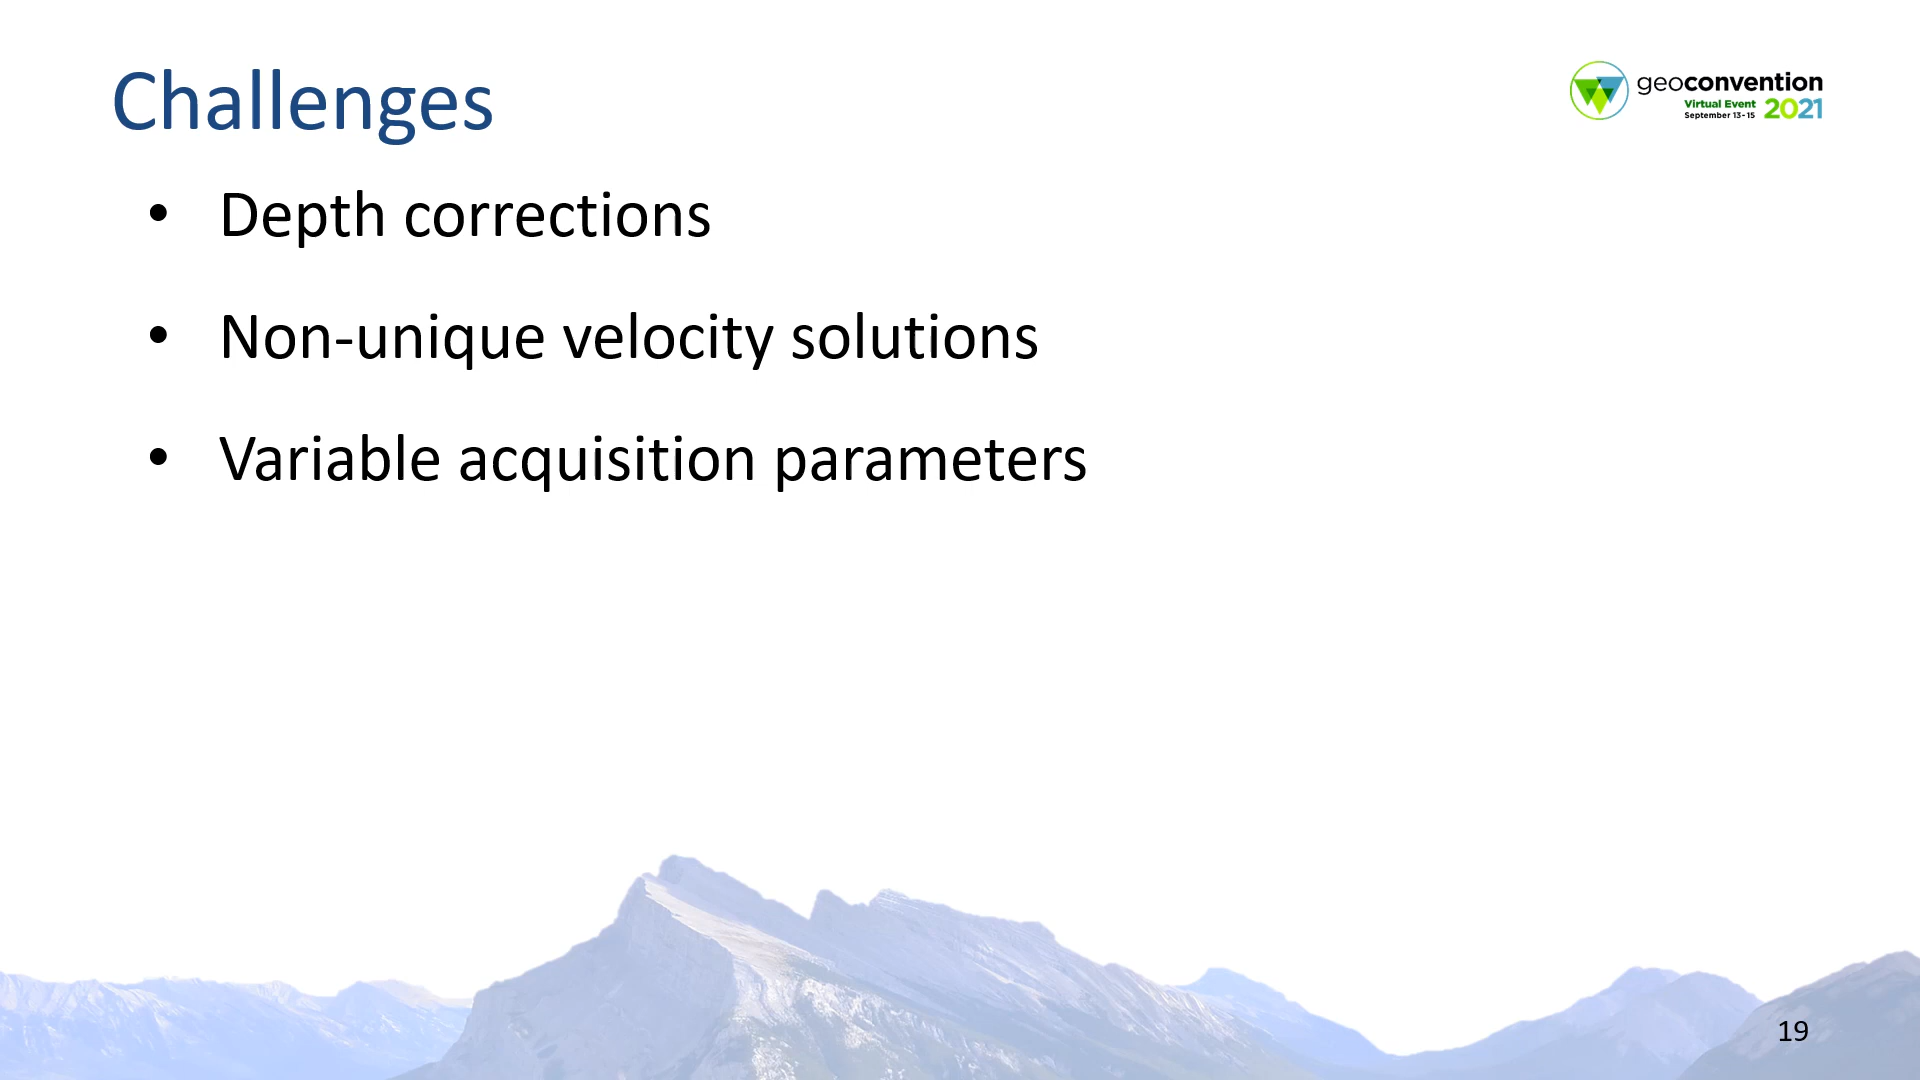 Challenges
geoconvention
Virtual Event
September 13-15
2021
• Depth corrections
• Non-unique velocity solutions
• Variable acquisition parameters
19